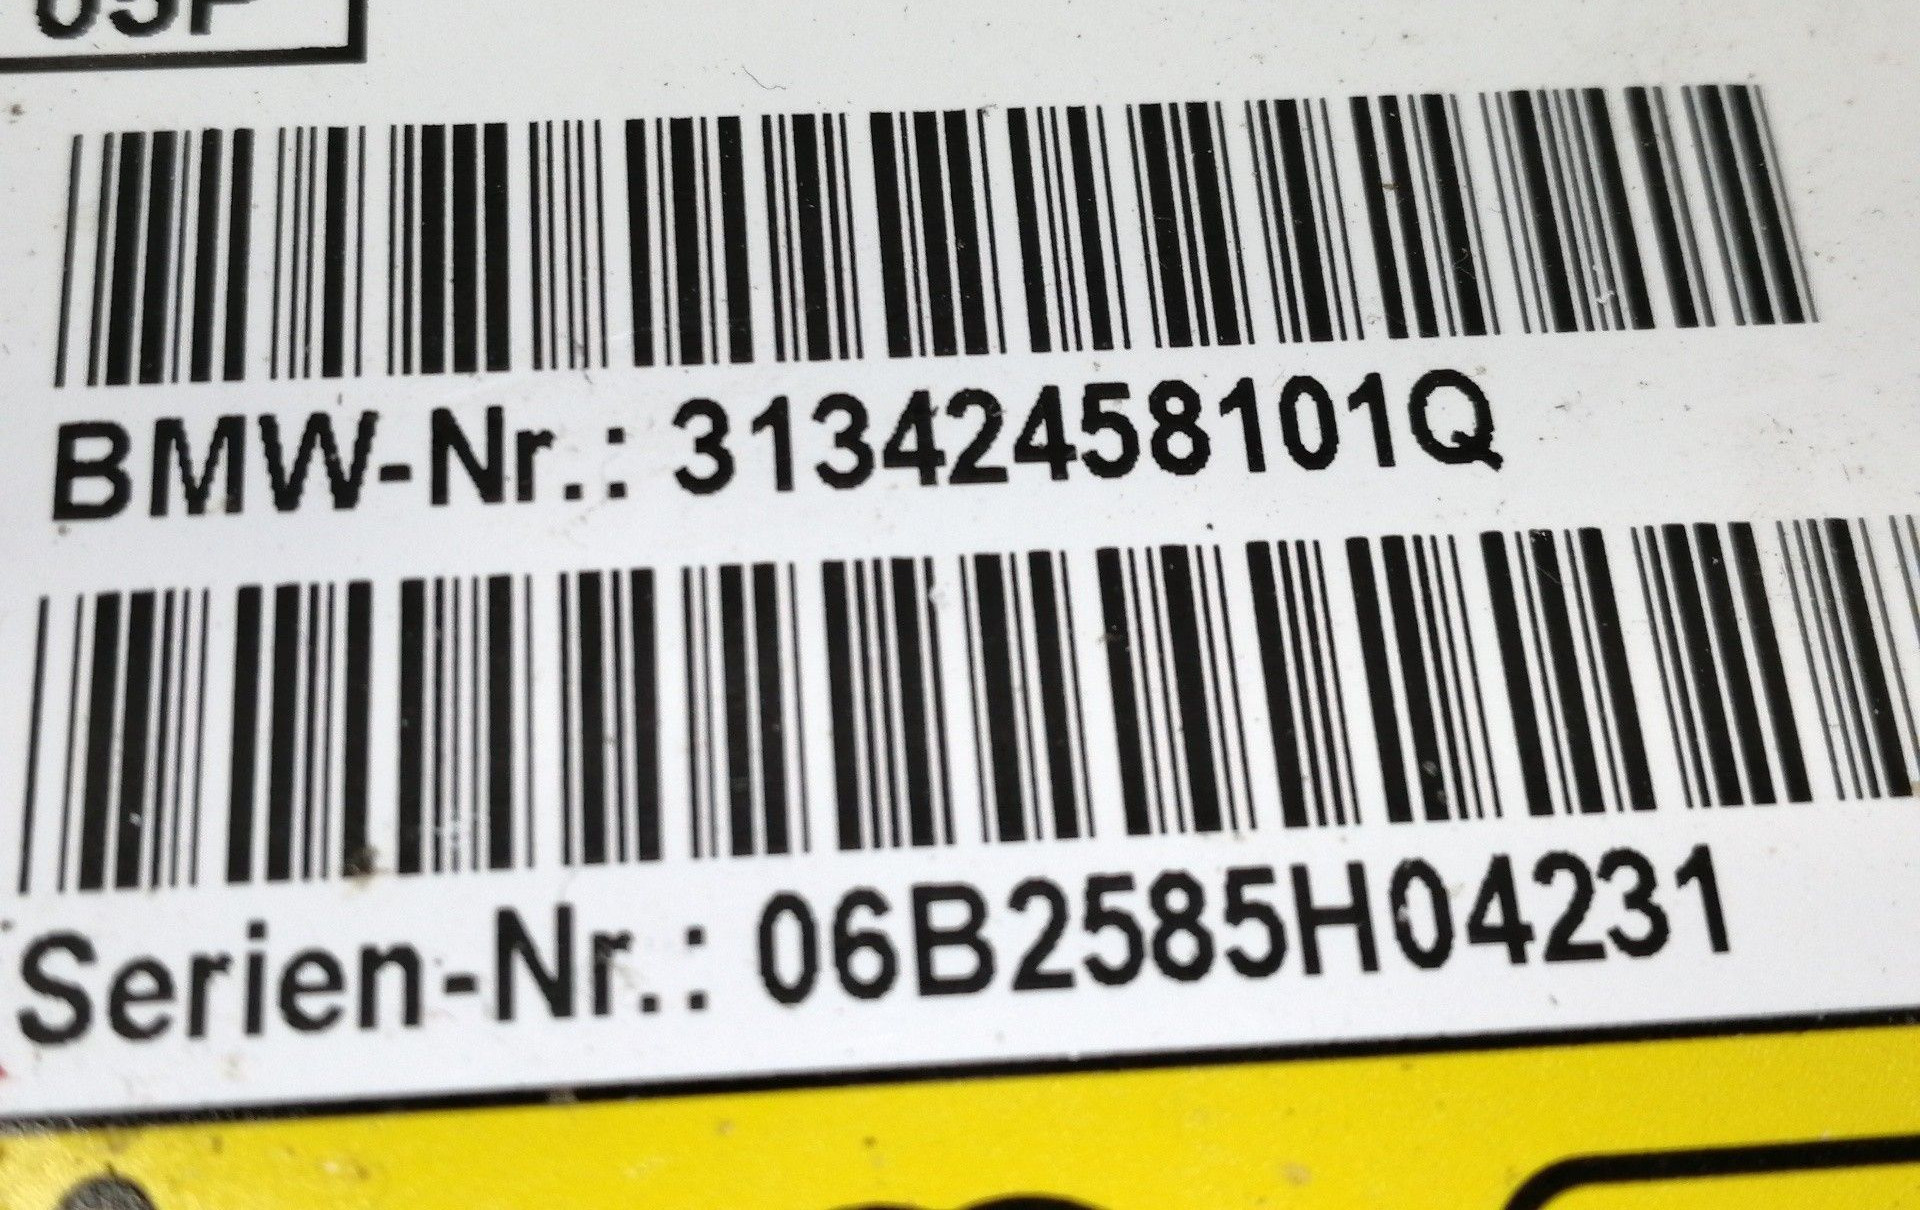 BMW-Nr.: 31342458101Q
Serien-Nr.: 06B2585H04231